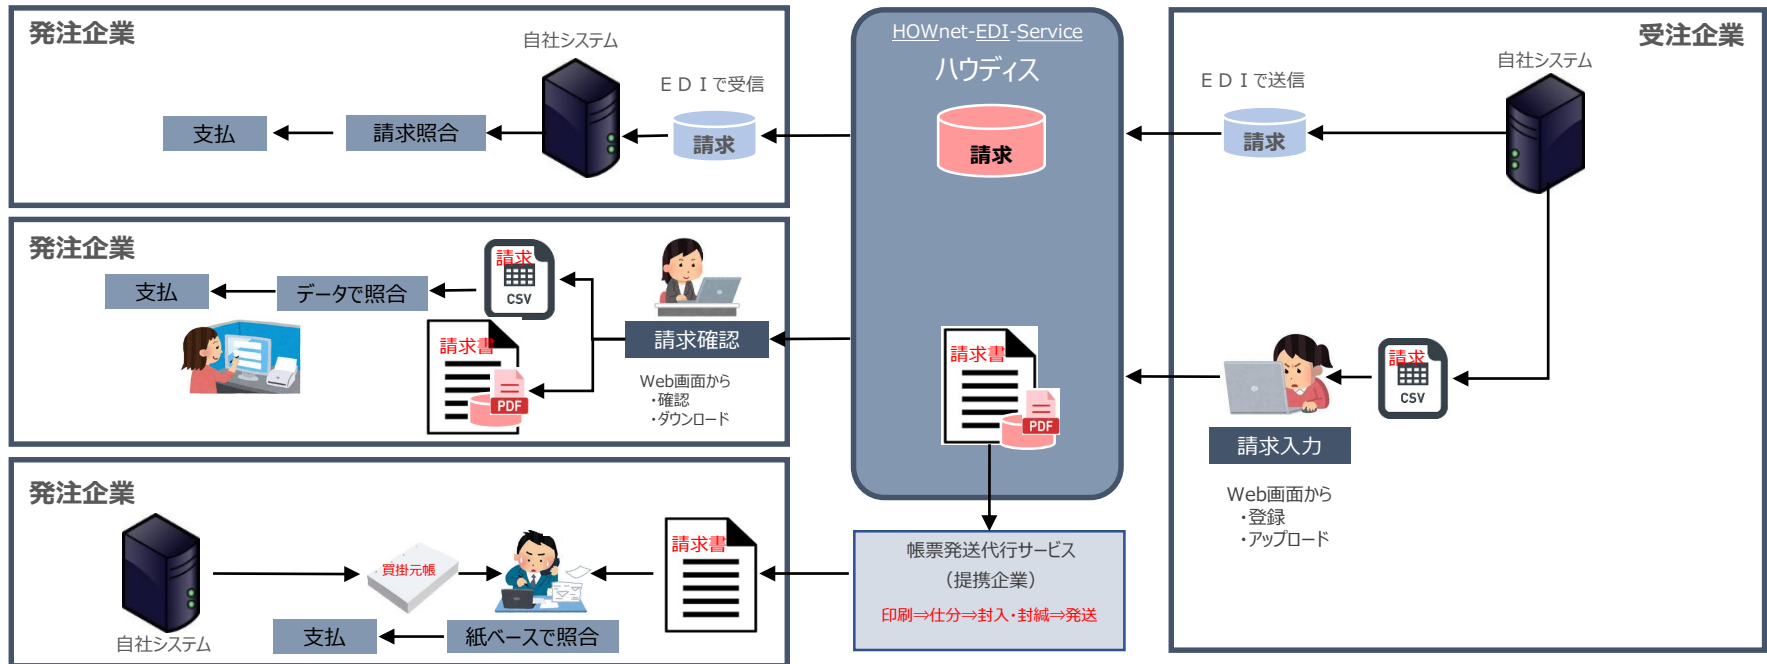 発注企業
自社システム
ＥＤＩで受信
支払
請求照合
請求
HOWnet-EDI-Service
ハウディス
請求
受注企業
自社システム
ＥＤＩで送信
請求
発注企業
支払
データで照合
請求
CSV
請求書
PDF
請求確認
Web画面から
・確認
・ダウンロード
請求書
PDF
請求
CSV
請求入力
Web画面から
・登録
・アップロード
発注企業
自社システム
買掛元帳
請求書
支払
紙ベースで照合
帳票発送代行サービス
（提携企業）
印刷⇒仕分⇒封入・封緘⇒発送